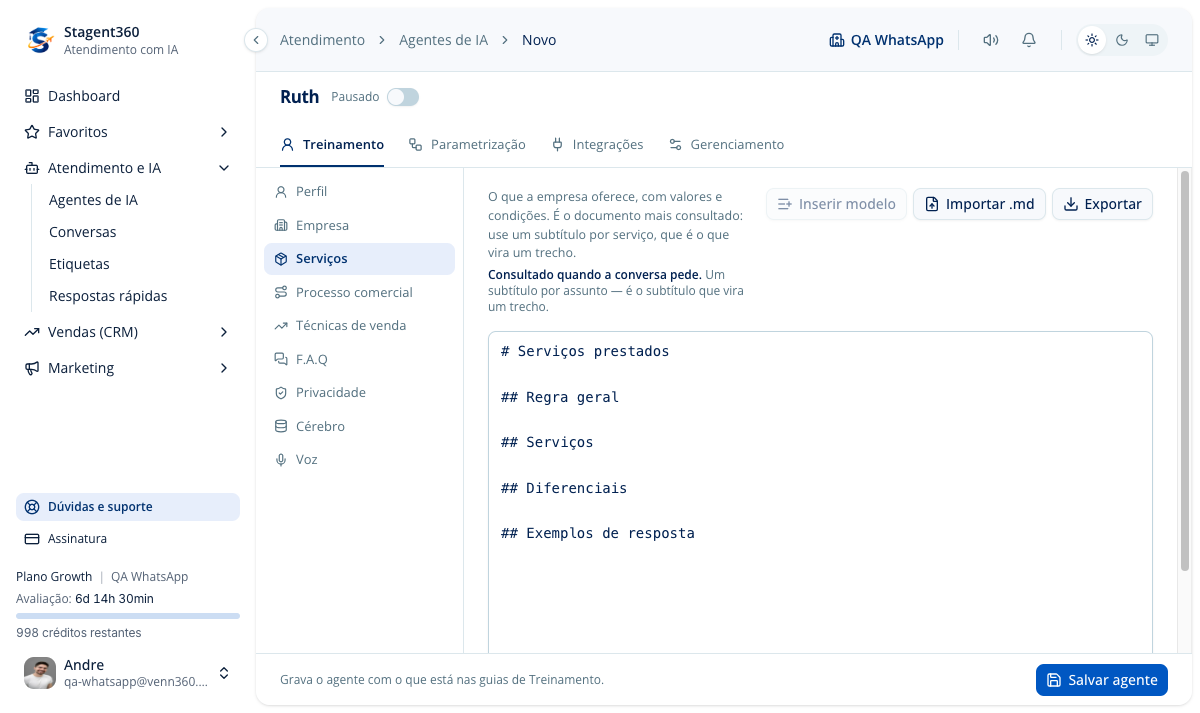 Stagent360
Atendimento com IA
Dashboard
Favoritos
Atendimento e IA
Agentes de IA
Conversas
Etiquetas
Respostas rápidas
Vendas (CRM)
Marketing
Dúvidas e suporte
Assinatura
Plano Growth | QA WhatsApp
Avaliação: 6d 14h 30min
998 créditos restantes
Andre
qa-whatsapp@venn360....
Atendimento > Agentes de IA > Novo
QA WhatsApp
Ruth Pausado
Treinamento Parametrização Integrações Gerenciamento
Perfil
Empresa
Serviços
Processo comercial
Técnicas de venda
F.A.Q
Privacidade
Cérebro
Voz
O que a empresa oferece, com valores e
condições. É o documento mais consultado:
use um subtítulo por serviço, que é o que
vira um trecho.
Consultado quando a conversa pede. Um
subtítulo por assunto — é o subtítulo que vira
um trecho.
Inserir modelo Importar .md Exportar
# Serviços prestados
## Regra geral
## Serviços
## Diferenciais
## Exemplos de resposta
Grava o agente com o que está nas guias de Treinamento.
Salvar agente